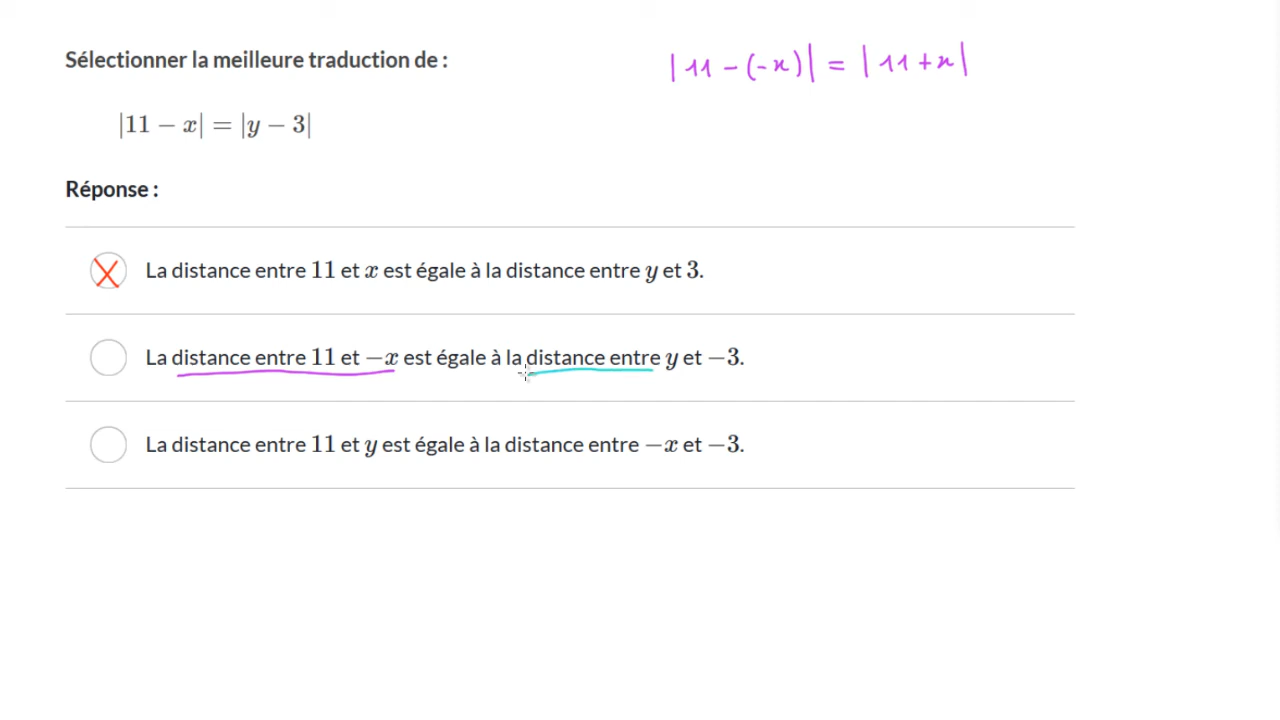 Sélectionner la meilleure traduction de :
|11 - (-x)| = |11 + x|
|11 − x| = |y − 3|
Réponse :
La distance entre 11 et x est égale à la distance entre y et 3.
La distance entre 11 et −x est égale à la distance entre y et −3.
La distance entre 11 et y est égale à la distance entre −x et −3.